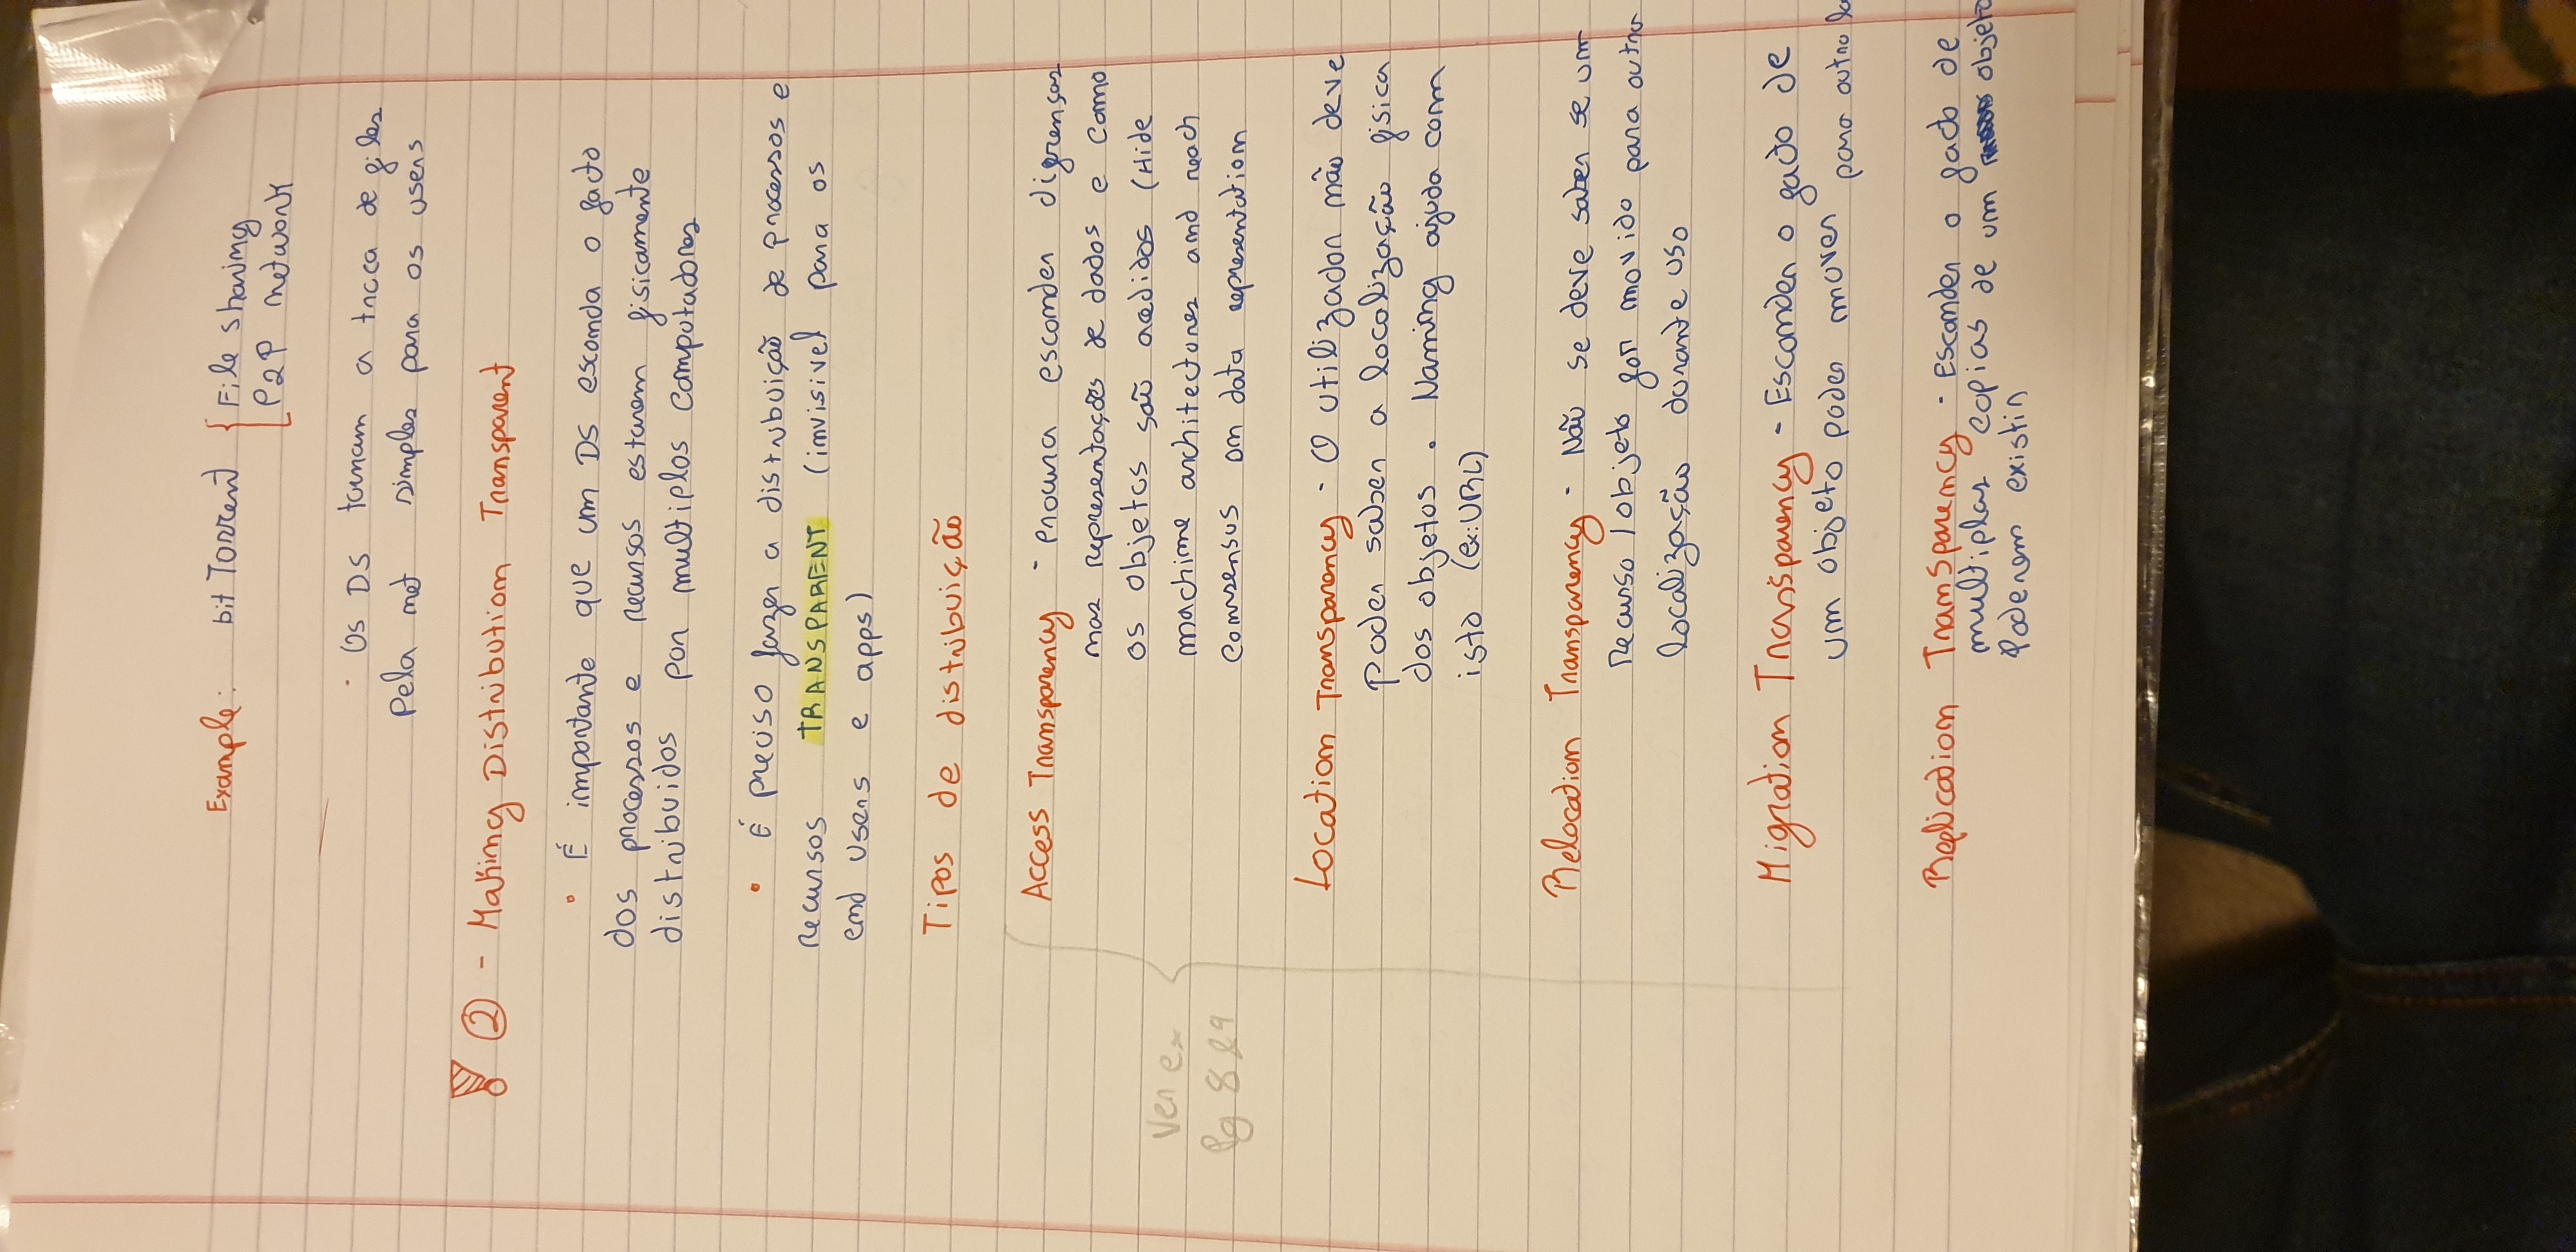 Example: bit Torrent { File sharing
P2P network
· Os DS tornam a troca de files
pela net simples para os users
! ② - Making Distribution Transparent
• É importante que um DS esconda o facto
dos processos e recursos estarem fisicamente
distribuidos por multiplos computadores
• É preciso fazer a distribuição de processos e
recursos TRANSPARENT (invisivel para os
end users e apps)
Tipos de distribuição
Access Transparency - Procura esconder difrenças
nas representações de dados e como
os objetos são acedidos (Hide
machine architectures and reach
consensus on data representation
Ver ex
Pg 8 e 9
Location Transparency - O utilizador não deve
poder saber a localização fisica
dos objetos. Naming ajuda com
isto (ex: URL)
Relocation Transparency - Não se deve saber se um
recurso / objeto for movido para outra
localização durante uso
Migration Transparency - Esconder o facto de
um objeto poder mover para outro lo
Replication Transparency - Esconder o facto de
multiplas copias de um objeto
poderem existir